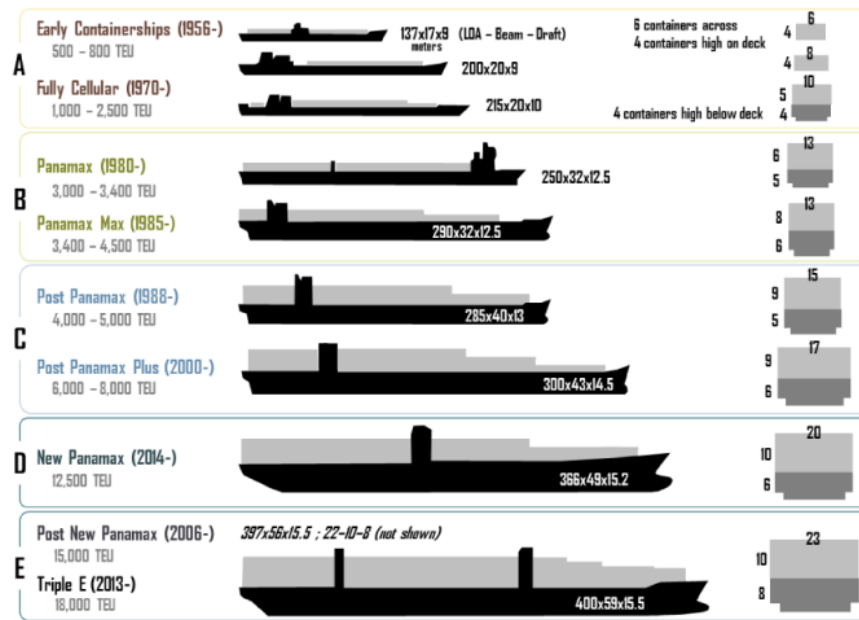 A
Early Containerships (1956-)
500 – 800 TEU
137x17x9 (LOA – Beam – Draft)
meters
6 containers across
4 containers high on deck
6
4
200x20x9
8
4
Fully Cellular (1970-)
1,000 – 2,500 TEU
215x20x10
4 containers high below deck
10
5
4
B
Panamax (1980-)
3,000 – 3,400 TEU
250x32x12.5
13
6
5
Panamax Max (1985-)
3,400 – 4,500 TEU
290x32x12.5
13
8
6
C
Post Panamax (1988-)
4,000 – 5,000 TEU
285x40x13
15
9
5
Post Panamax Plus (2000-)
6,000 – 8,000 TEU
300x43x14.5
17
9
6
D
New Panamax (2014-)
12,500 TEU
366x49x15.2
20
10
6
E
Post New Panamax (2006-)
15,000 TEU
397x56x15.5 ; 22–10–8 (not shown)
Triple E (2013-)
18,000 TEU
400x59x15.5
23
10
8